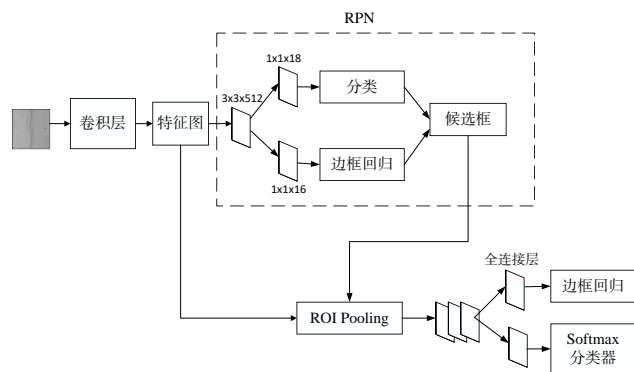 RPN
1x1x18
3x3x512
分类
卷积层
特征图
候选框
边框回归
1x1x16
全连接层
边框回归
ROI Pooling
Softmax
分类器